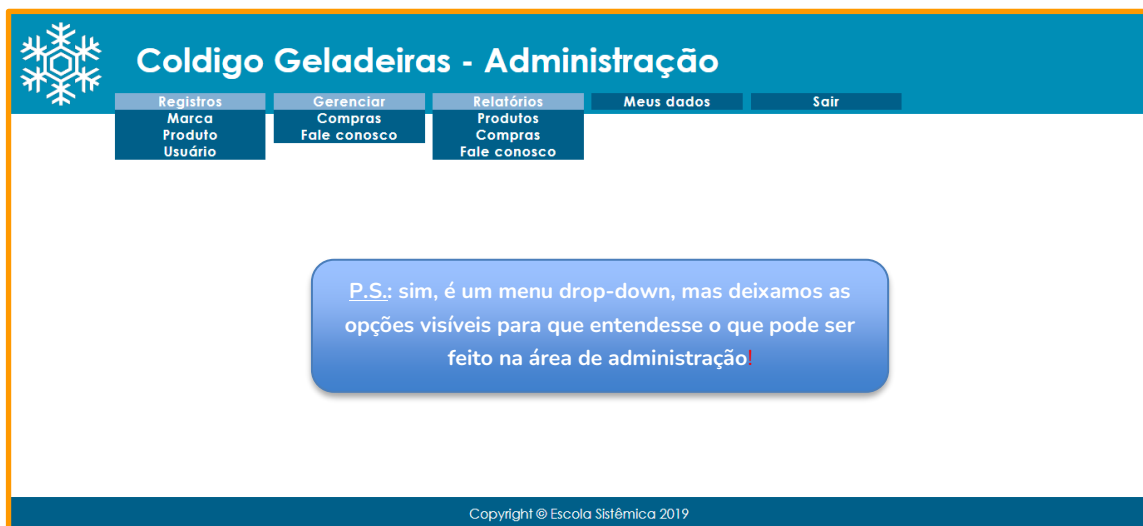 Coldigo Geladeiras - Administração
Registros Gerenciar Relatórios Meus dados Sair
Marca Compras Produtos
Produto Fale conosco Compras
Usuário Fale conosco
P.S.: sim, é um menu drop-down, mas deixamos as
opções visíveis para que entendesse o que pode ser
feito na área de administração!
Copyright © Escola Sistêmica 2019